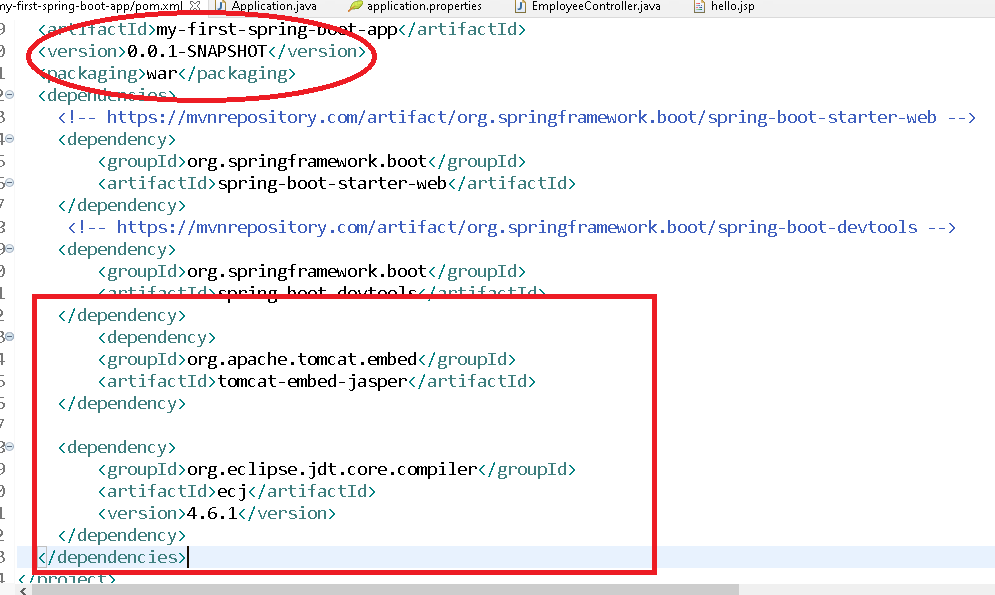 my-first-spring-boot-app/pom.xml Application.java application.properties EmployeeController.java hello.jsp
<artifactId>my-first-spring-boot-app</artifactId>
<version>0.0.1-SNAPSHOT</version>
<packaging>war</packaging>
<dependencies>
<!-- https://mvnrepository.com/artifact/org.springframework.boot/spring-boot-starter-web -->
<dependency>
<groupId>org.springframework.boot</groupId>
<artifactId>spring-boot-starter-web</artifactId>
</dependency>
<!-- https://mvnrepository.com/artifact/org.springframework.boot/spring-boot-devtools -->
<dependency>
<groupId>org.springframework.boot</groupId>
<artifactId>spring-boot-devtools</artifactId>
</dependency>
<dependency>
<groupId>org.apache.tomcat.embed</groupId>
<artifactId>tomcat-embed-jasper</artifactId>
</dependency>
<dependency>
<groupId>org.eclipse.jdt.core.compiler</groupId>
<artifactId>ecj</artifactId>
<version>4.6.1</version>
</dependency>
</dependencies>
</project>